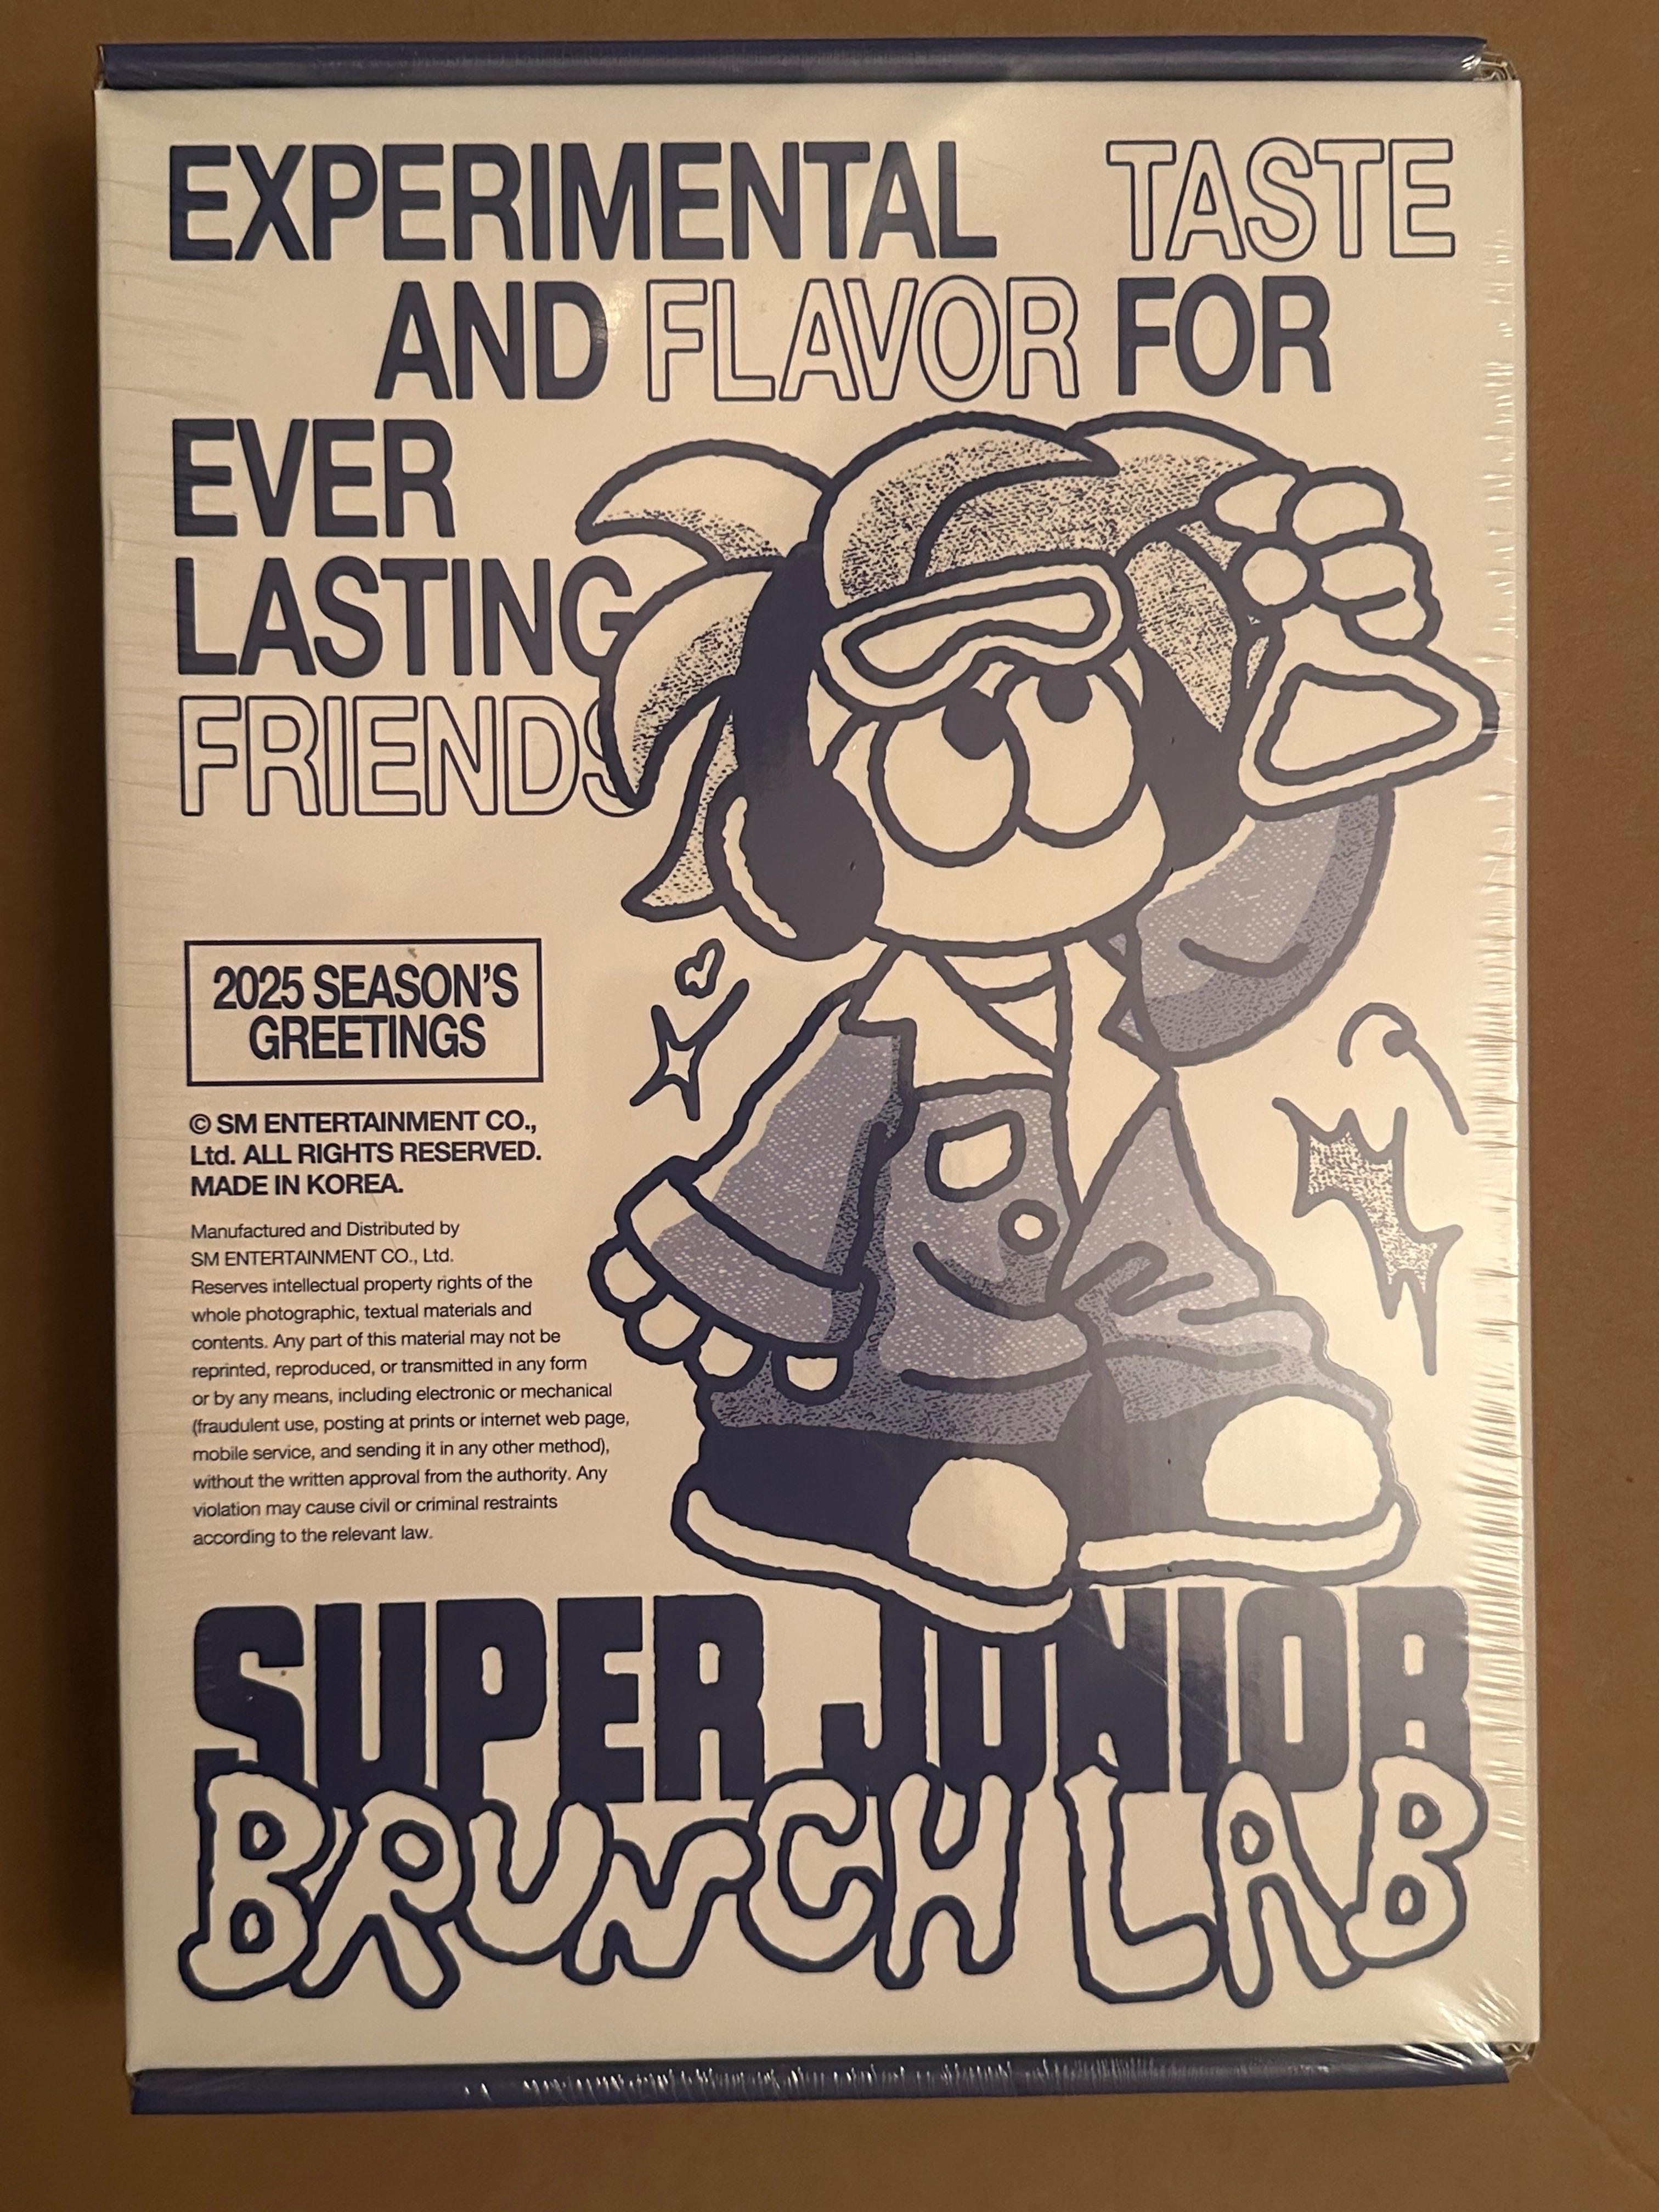 EXPERIMENTAL TASTE
AND FLAVOR FOR
EVER
LASTING
FRIENDS
2025 SEASON'S
GREETINGS
© SM ENTERTAINMENT CO.,
Ltd. ALL RIGHTS RESERVED.
MADE IN KOREA.
Manufactured and Distributed by
SM ENTERTAINMENT CO., Ltd.
Reserves intellectual property rights of the
whole photographic, textual materials and
contents. Any part of this material may not be
reprinted, reproduced, or transmitted in any form
or by any means, including electronic or mechanical
(fraudulent use, posting at prints or internet web page,
mobile service, and sending it in any other method),
without the written approval from the authority. Any
violation may cause civil or criminal restraints
according to the relevant law.
SUPER JUNIOR
BRUNCH LAB